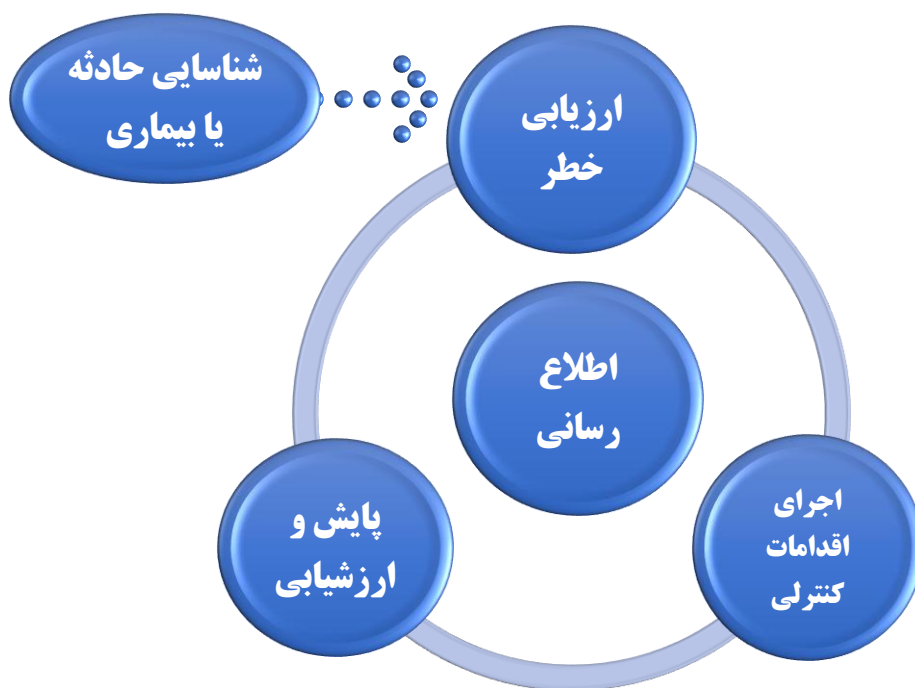 شناسایی حادثه
یا بیماری
ارزیابی
خطر
اطلاع
رسانی
اجرای
اقدامات
کنترلی
پایش و
ارزشیابی